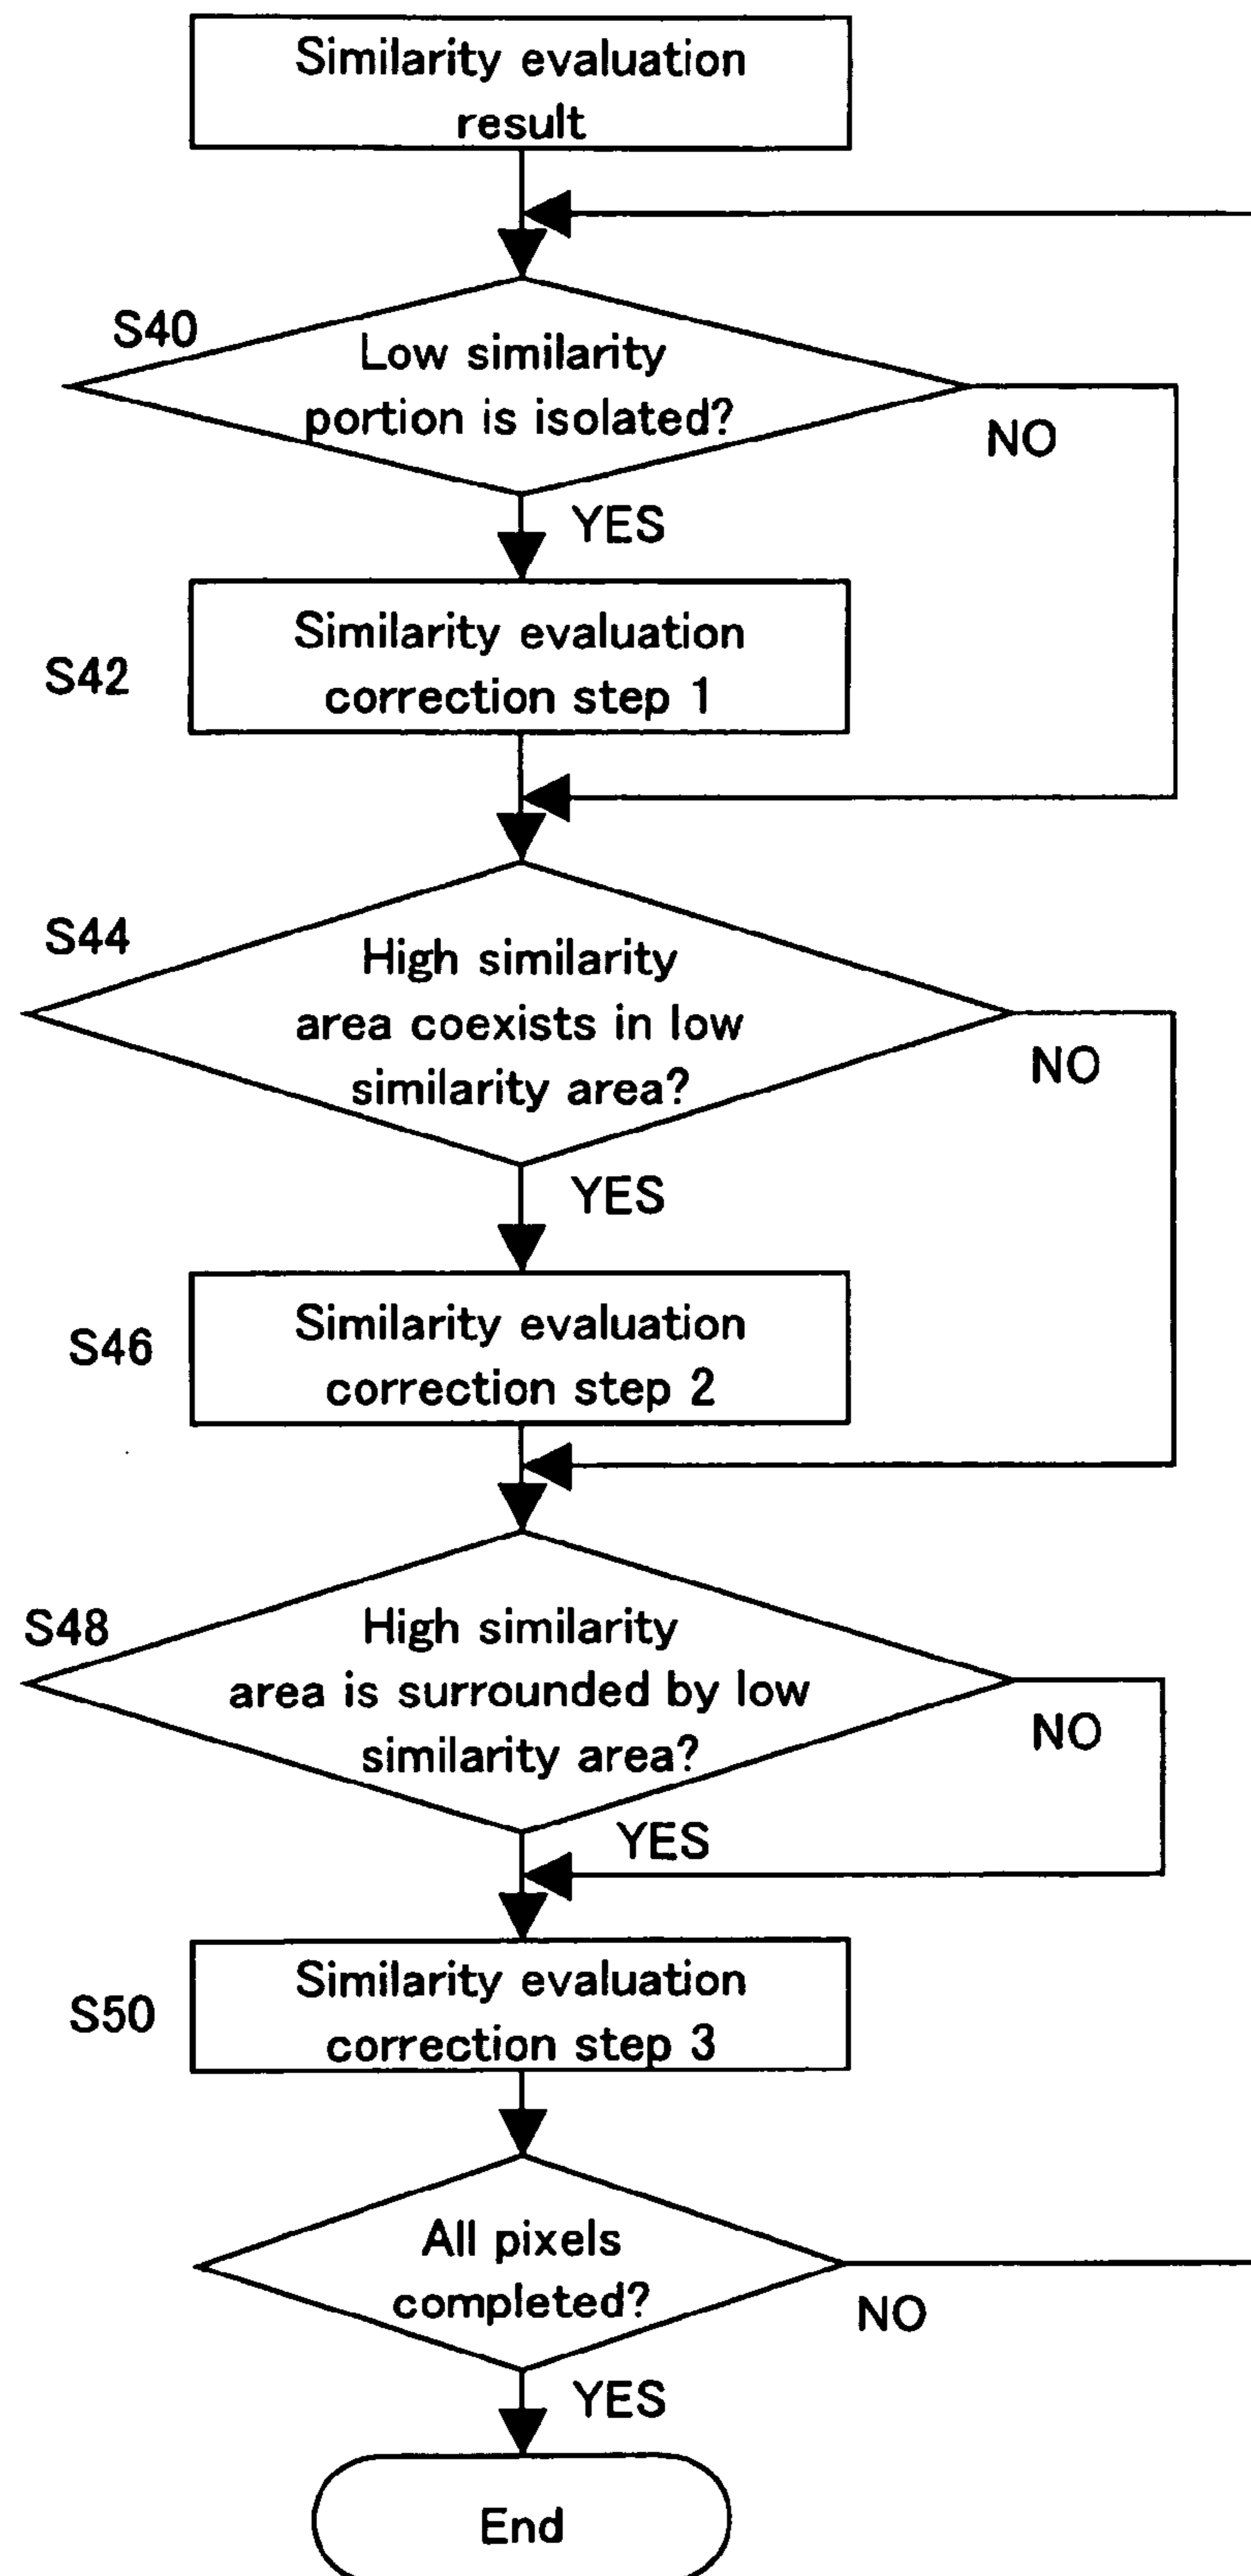 Similarity evaluation
result
S40
Low similarity
portion is isolated?
NO
YES
S42
Similarity evaluation
correction step 1
S44
High similarity
area coexists in low
similarity area?
NO
YES
S46
Similarity evaluation
correction step 2
S48
High similarity
area is surrounded by low
similarity area?
NO
YES
S50
Similarity evaluation
correction step 3
All pixels
completed?
NO
YES
End